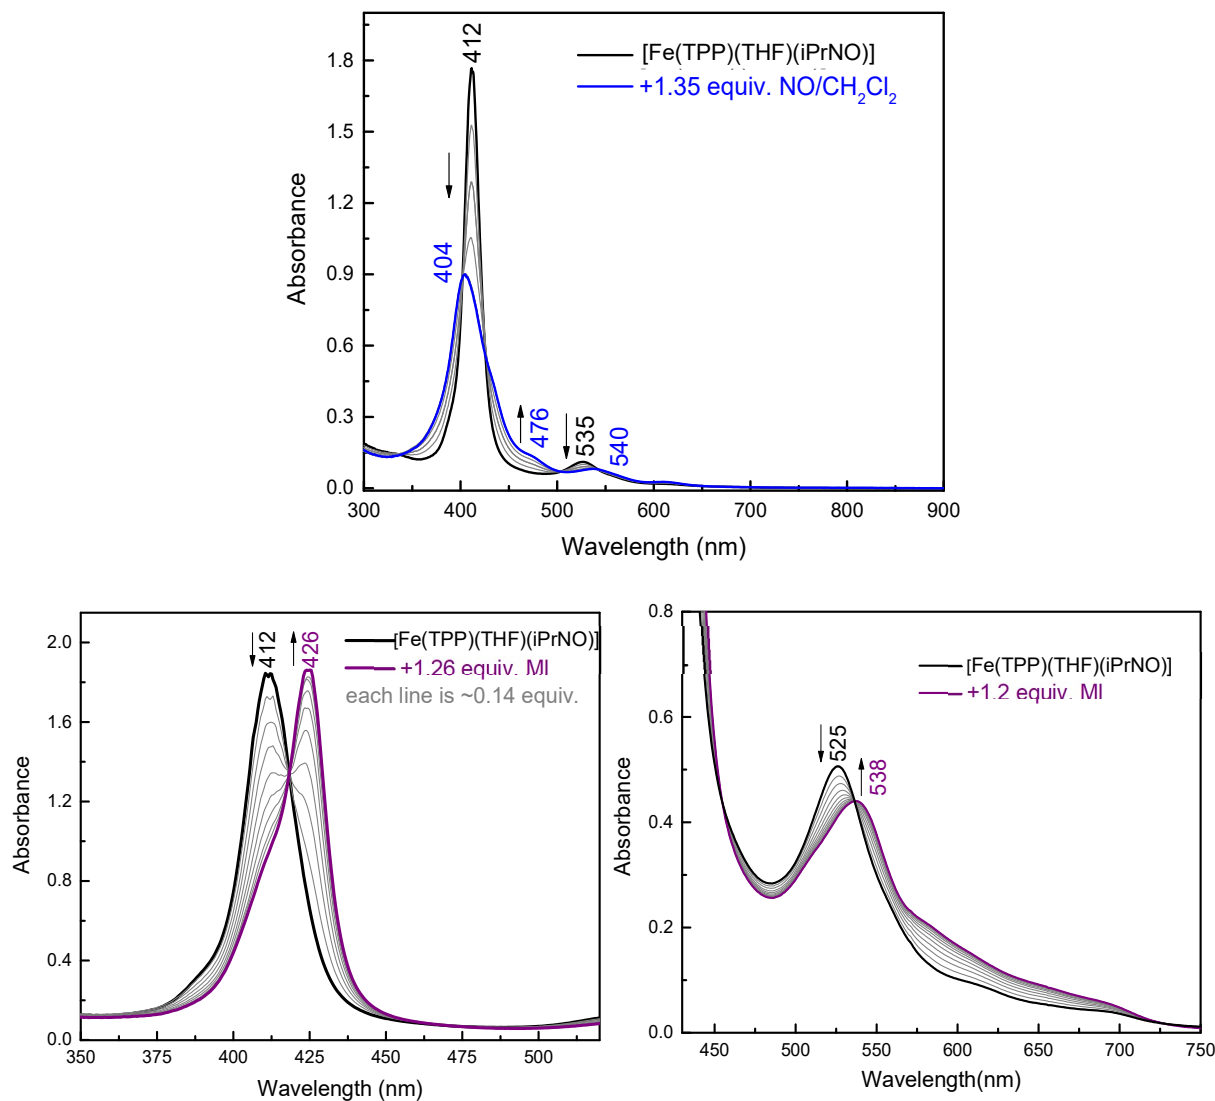 [Fe(TPP)(THF)(iPrNO)]
+1.35 equiv. NO/CH2Cl2
412
404
476
535
540
1.8
1.5
1.2
0.9
0.6
0.3
0.0
Absorbance
300 400 500 600 700 800 900
Wavelength (nm)
[Fe(TPP)(THF)(iPrNO)]
+1.26 equiv. MI
each line is ~0.14 equiv.
412
426
2.0
1.6
1.2
0.8
0.4
0.0
Absorbance
350 375 400 425 450 475 500
Wavelength (nm)
[Fe(TPP)(THF)(iPrNO)]
+1.2 equiv. MI
525
538
0.8
0.6
0.4
0.2
0.0
Absorbance
450 500 550 600 650 700 750
Wavelength(nm)